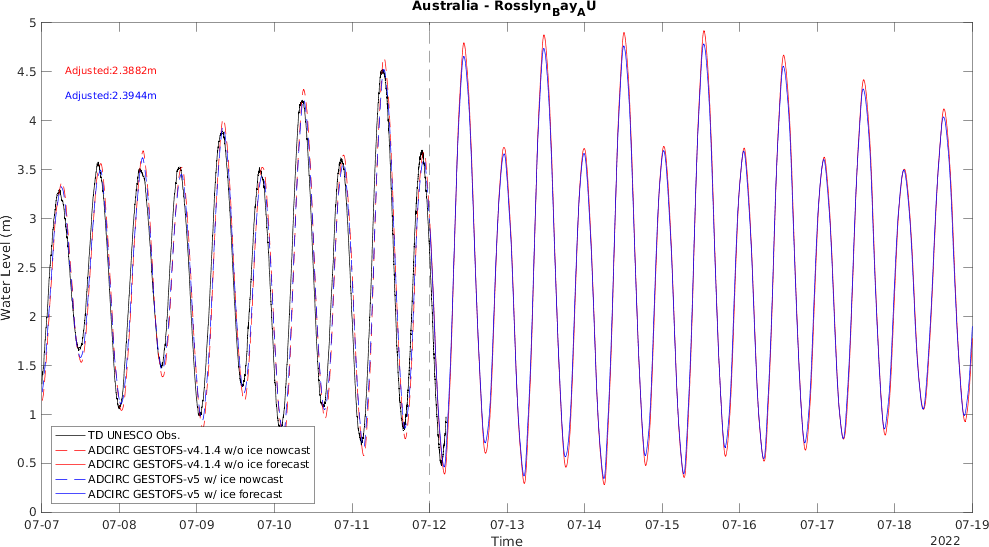 Australia - Rosslyn_Bay_AU
Adjusted:2.3882m
Adjusted:2.3944m
Water Level (m)
5
4.5
4
3.5
3
2.5
2
1.5
1
0.5
0
TD UNESCO Obs.
ADCIRC GESTOFS-v4.1.4 w/o ice nowcast
ADCIRC GESTOFS-v4.1.4 w/o ice forecast
ADCIRC GESTOFS-v5 w/ ice nowcast
ADCIRC GESTOFS-v5 w/ ice forecast
07-07 07-08 07-09 07-10 07-11 07-12 07-13 07-14 07-15 07-16 07-17 07-18 07-19
Time
2022